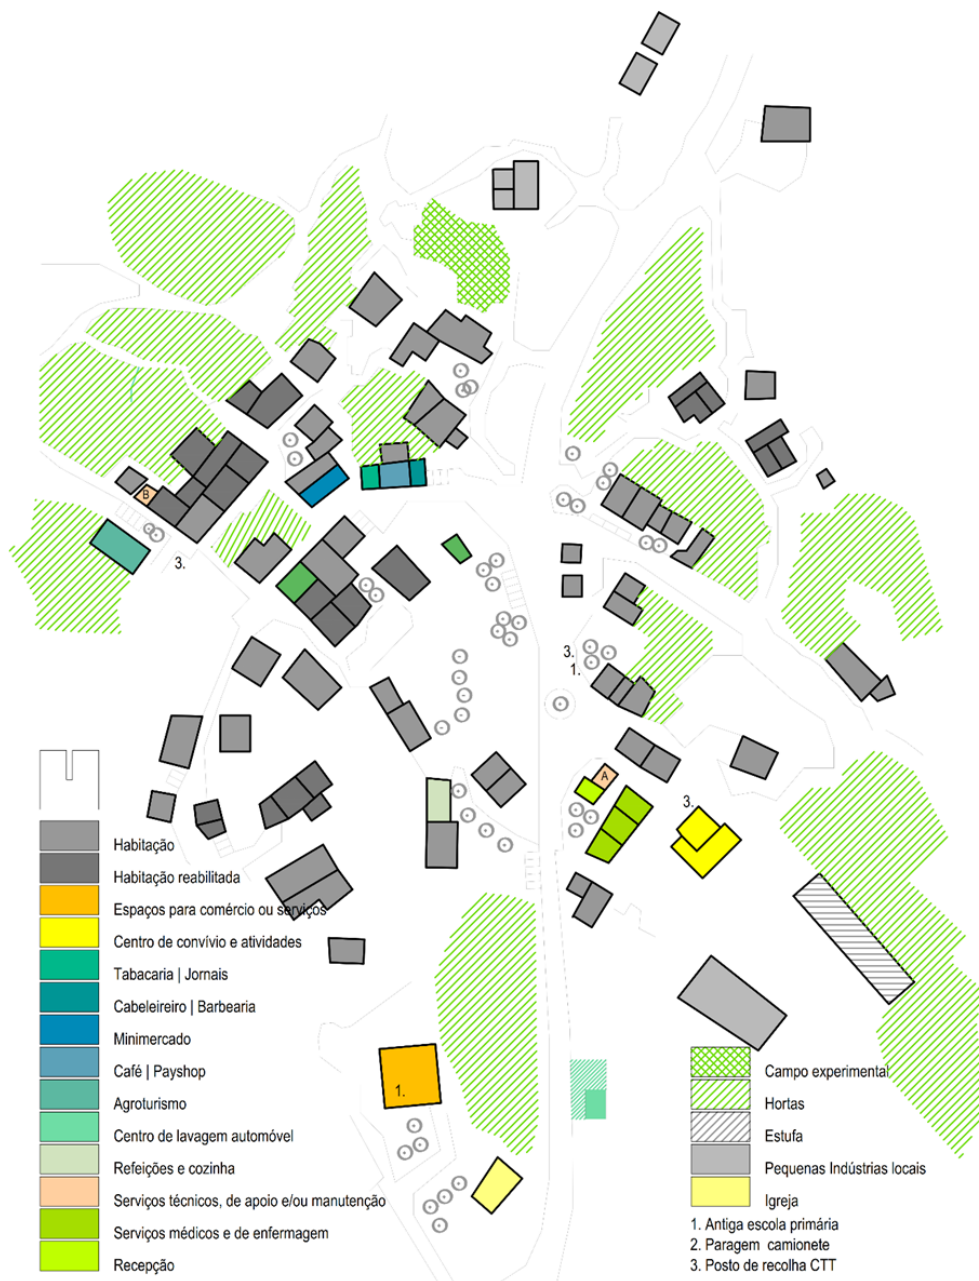 B
3.
3.
1.
A
3.
1.
Habitação
Habitação reabilitada
Espaços para comércio ou serviços
Centro de convívio e atividades
Tabacaria | Jornais
Cabeleireiro | Barbearia
Minimercado
Café | Payshop
Agroturismo
Centro de lavagem automóvel
Refeições e cozinha
Serviços técnicos, de apoio e/ou manutenção
Serviços médicos e de enfermagem
Recepção
Campo experimental
Hortas
Estufa
Pequenas Indústrias locais
Igreja
1. Antiga escola primária
2. Paragem camionete
3. Posto de recolha CTT